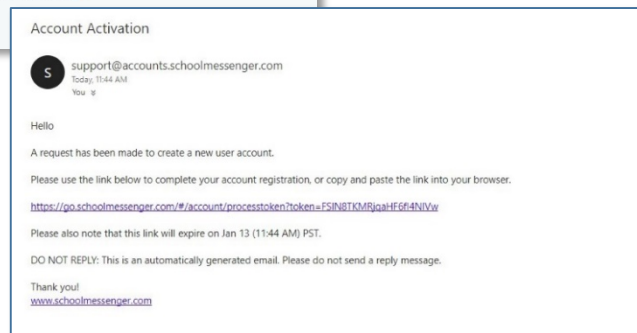 Account Activation
S
support@accounts.schoolmessenger.com
Today, 11:44 AM
You
Hello
A request has been made to create a new user account.
Please use the link below to complete your account registration, or copy and paste the link into your browser.
https://go.schoolmessenger.com/#/account/processtoken?token=FSIN8TKMRjqaHF6fl4NIVw
Please also note that this link will expire on Jan 13 (11:44 AM) PST.
DO NOT REPLY: This is an automatically generated email. Please do not send a reply message.
Thank you!
www.schoolmessenger.com